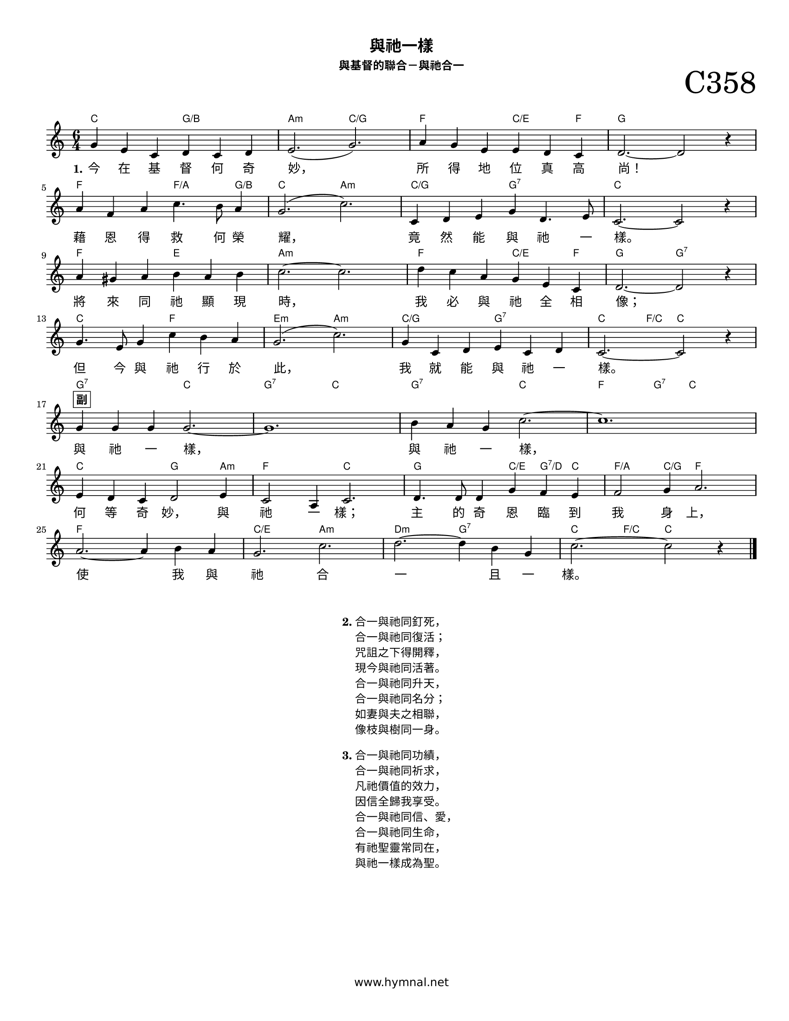 與祂一樣
與基督的聯合－與祂合一
C358
C G/B Am C/G F C/E F G
6 4
1. 今 在 基 督 何 奇 妙， 所 得 地 位 真 高 尚！
5 F F/A G/B C Am C/G G7 C
藉 恩 得 救 何 榮 耀， 竟 然 能 與 祂 一 樣。
9 F E Am F C/E F G G7
將 來 同 祂 顯 現 時， 我 必 與 祂 全 相 像；
13 C F Em Am C/G G7 C F/C C
但 今 與 祂 行 於 此， 我 就 能 與 祂 一 樣。
G7 C G7 C G7 C F G7 C
副
17
與 祂 一 樣， 與 祂 一 樣，
21 C G Am F C G C/E G7/D C F/A C/G F
何 等 奇 妙， 與 祂 一 樣； 主 的 奇 恩 臨 到 我 身 上，
25 F C/E Am Dm G7 C F/C C
使 我 與 祂 合 一 且 一 樣。
2. 合一與祂同釘死，
合一與祂同復活；
咒詛之下得開釋，
現今與祂同活著。
合一與祂同升天，
合一與祂同名分；
如妻與夫之相聯，
像枝與樹同一身。
3. 合一與祂同功績，
合一與祂同祈求，
凡祂價值的效力，
因信全歸我享受。
合一與祂同信、愛，
合一與祂同生命，
有祂聖靈常同在，
與祂一樣成為聖。
www.hymnal.net